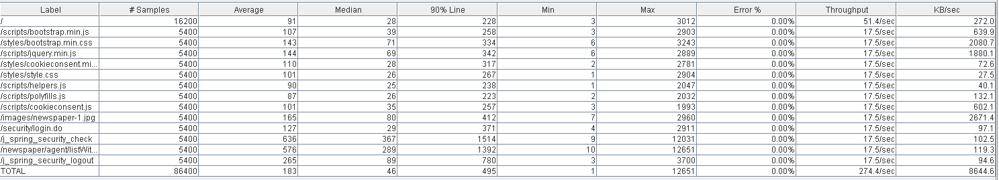 Label # Samples Average Median 90% Line Min Max Error % Throughput KB/sec
/ 16200 91 28 228 3 3012 0.00% 51.4/sec 272.0
/scripts/bootstrap.min.js 5400 107 39 258 3 2903 0.00% 17.5/sec 639.9
/styles/bootstrap.min.css 5400 143 71 334 6 3243 0.00% 17.5/sec 2080.7
/scripts/jquery.min.js 5400 144 69 342 6 2889 0.00% 17.5/sec 1880.1
/styles/cookieconsent.mi... 5400 110 28 317 2 2781 0.00% 17.5/sec 72.6
/styles/style.css 5400 101 26 267 1 2904 0.00% 17.5/sec 27.5
/scripts/helpers.js 5400 90 25 238 1 2047 0.00% 17.5/sec 40.1
/scripts/polyfills.js 5400 87 26 223 2 2032 0.00% 17.5/sec 132.1
/scripts/cookieconsent.js 5400 101 35 257 3 1993 0.00% 17.5/sec 602.1
/images/newspaper-1.jpg 5400 165 80 412 7 2960 0.00% 17.5/sec 2671.4
/security/login.do 5400 127 29 371 4 2911 0.00% 17.5/sec 97.1
/j_spring_security_check 5400 636 367 1514 9 12031 0.00% 17.5/sec 102.5
/newspaper/agent/listWit... 5400 576 289 1392 10 12651 0.00% 17.5/sec 119.3
/j_spring_security_logout 5400 265 89 780 3 3700 0.00% 17.5/sec 94.6
TOTAL 86400 183 46 495 1 12651 0.00% 274.4/sec 8644.6